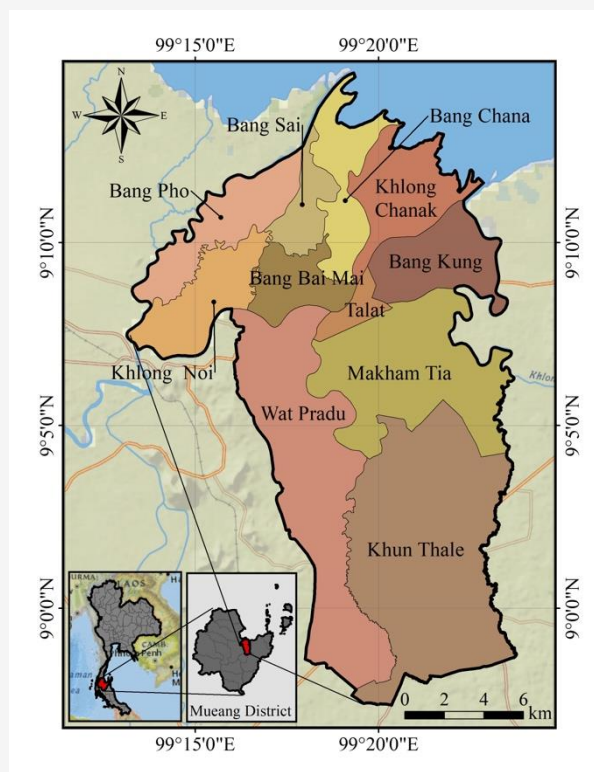 99°15'0"E
99°20'0"E
N
W
E
S
Bang Sai
Bang Chana
Bang Pho
Khlong
Chanak
9°10'0"N
9°10'0"N
Bang Kung
Bang Bai Mai
Talat
Khlong Noi
Makham Tia
Khlong
Wat Pradu
9°5'0"N
9°5'0"N
Khun Thale
9°0'0"N
9°0'0"N
Mueang District
0
2
4
6
km
99°15'0"E
99°20'0"E